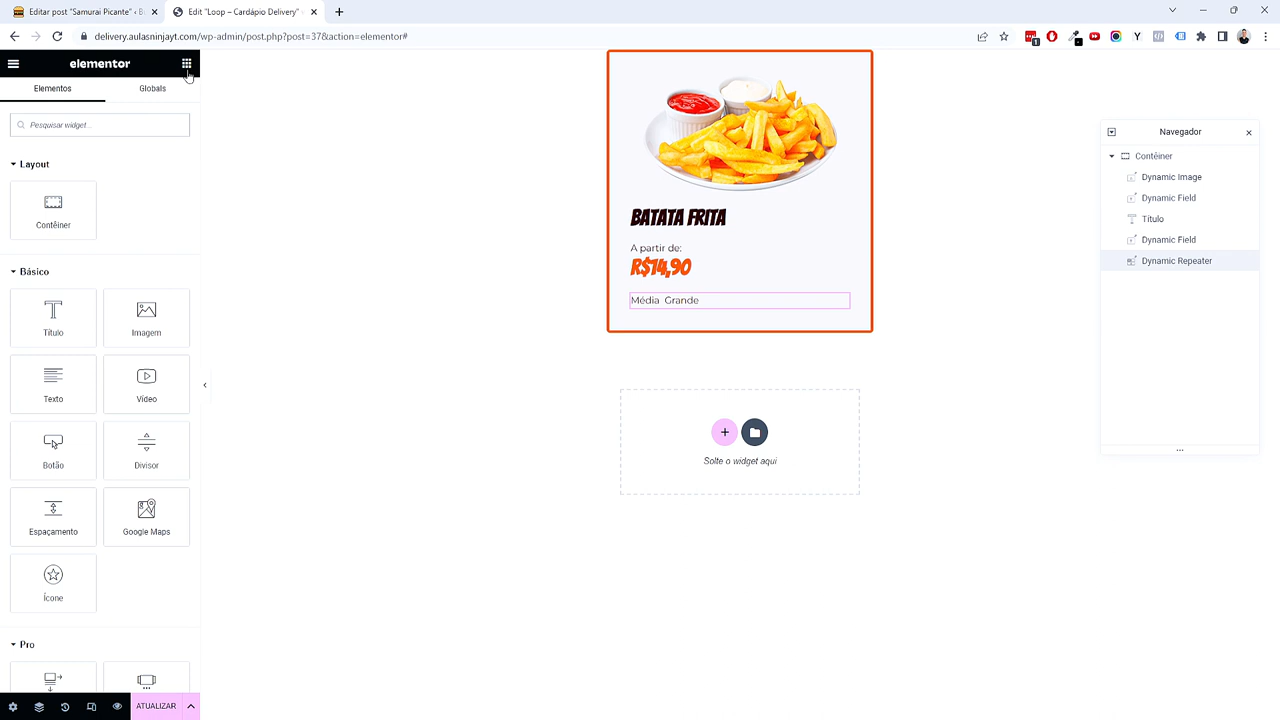 Editar post “Samurai Picante” ‹ B
Edit “Loop – Cardápio Delivery”
delivery.aulasninjayt.com/wp-admin/post.php?post=37&action=elementor#
elementor
Elementos
Globals
Pesquisar widget...
Layout
Contêiner
Básico
Título
Imagem
Texto
Vídeo
Botão
Divisor
Espaçamento
Google Maps
Ícone
Pro
ATUALIZAR
BATATA FRITA
A partir de:
R$14,90
Média Grande
Solte o widget aqui
Navegador
Contêiner
Dynamic Image
Dynamic Field
Título
Dynamic Field
Dynamic Repeater